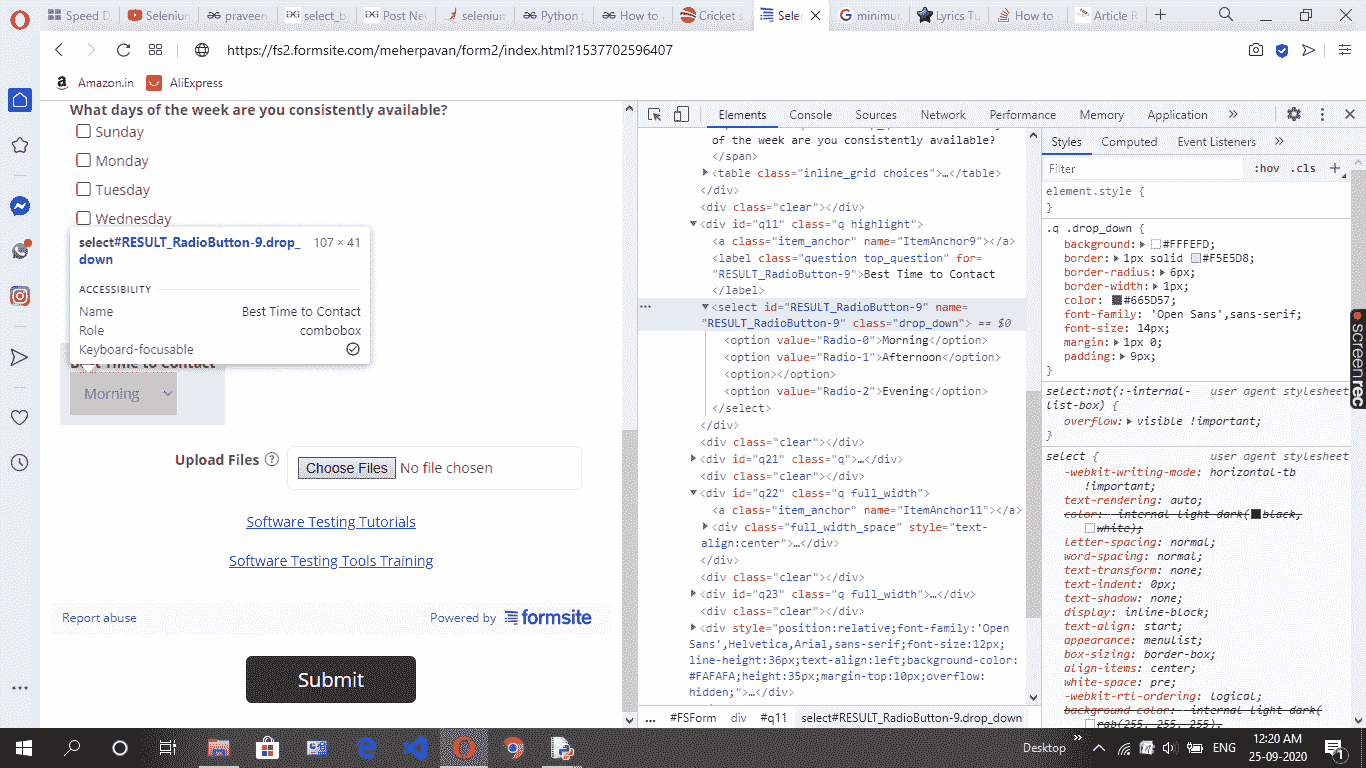 Speed D
Seleniun
praveen
select_b
Post Nev
seleniun
Python
How to
Cricket s
Sele
minimur
Lyrics Tu
How to
Article R
https://fs2.formsite.com/meherpavan/form2/index.html?1537702596407
Amazon.in
AliExpress
What days of the week are you consistently available?
Sunday
Monday
Tuesday
Wednesday
select#RESULT_RadioButton-9.drop_
down
107 × 41
ACCESSIBILITY
Name Best Time to Contact
Role combobox
Keyboard-focusable
Morning
Upload Files
Choose Files No file chosen
Software Testing Tutorials
Software Testing Tools Training
Report abuse
Powered by formsite
Submit
Elements Console Sources Network Performance Memory Application »
of the week are you consistently available?
</span>
<table class="inline_grid choices">…</table>
</div>
<div class="clear"></div>
<div id="q11" class="q highlight">
<a class="item_anchor" name="ItemAnchor9"></a>
<label class="question top_question" for=
"RESULT_RadioButton-9">Best Time to Contact
</label>
<select id="RESULT_RadioButton-9" name=
"RESULT_RadioButton-9" class="drop_down"> == $0
<option value="Radio-0">Morning</option>
<option value="Radio-1">Afternoon</option>
<option></option>
<option value="Radio-2">Evening</option>
</select>
</div>
<div class="clear"></div>
<div id="q21" class="q">…</div>
<div class="clear"></div>
<div id="q22" class="q full_width">
<a class="item_anchor" name="ItemAnchor11"></a>
<div class="full_width_space" style="text-
align:center">…</div>
</div>
<div class="clear"></div>
<div id="q23" class="q full_width">…</div>
<div class="clear"></div>
<div style="position:relative;font-family:'Open
Sans',Helvetica,Arial,sans-serif;font-size:12px;
line-height:36px;text-align:left;background-color:
#FAFAFA;height:35px;margin-top:10px;overflow:
hidden;">…</div>
... #FSForm div #q11 select#RESULT_RadioButton-9.drop_down
Styles Computed Event Listeners »
Filter :hov .cls +
element.style {
}
.q .drop_down {
background: #FFFEFD;
border: 1px solid #F5E5D8;
border-radius: 6px;
border-width: 1px;
color: #665D57;
font-family: 'Open Sans',sans-serif;
font-size: 14px;
margin: 1px 0;
padding: 9px;
}
select:not(:-internal- user agent stylesheet
list-box) {
overflow: visible !important;
}
select { user agent stylesheet
-webkit-writing-mode: horizontal-tb
!important;
text-rendering: auto;
color: -internal-light-dark(black,
white);
letter-spacing: normal;
word-spacing: normal;
text-transform: none;
text-indent: 0px;
text-shadow: none;
display: inline-block;
text-align: start;
appearance: menulist;
box-sizing: border-box;
align-items: center;
white-space: pre;
-webkit-rtl-ordering: logical;
background-color: -internal-light-dark(
rgb(255, 255, 255),
screenrec
Desktop » ENG
12:20 AM
25-09-2020
1